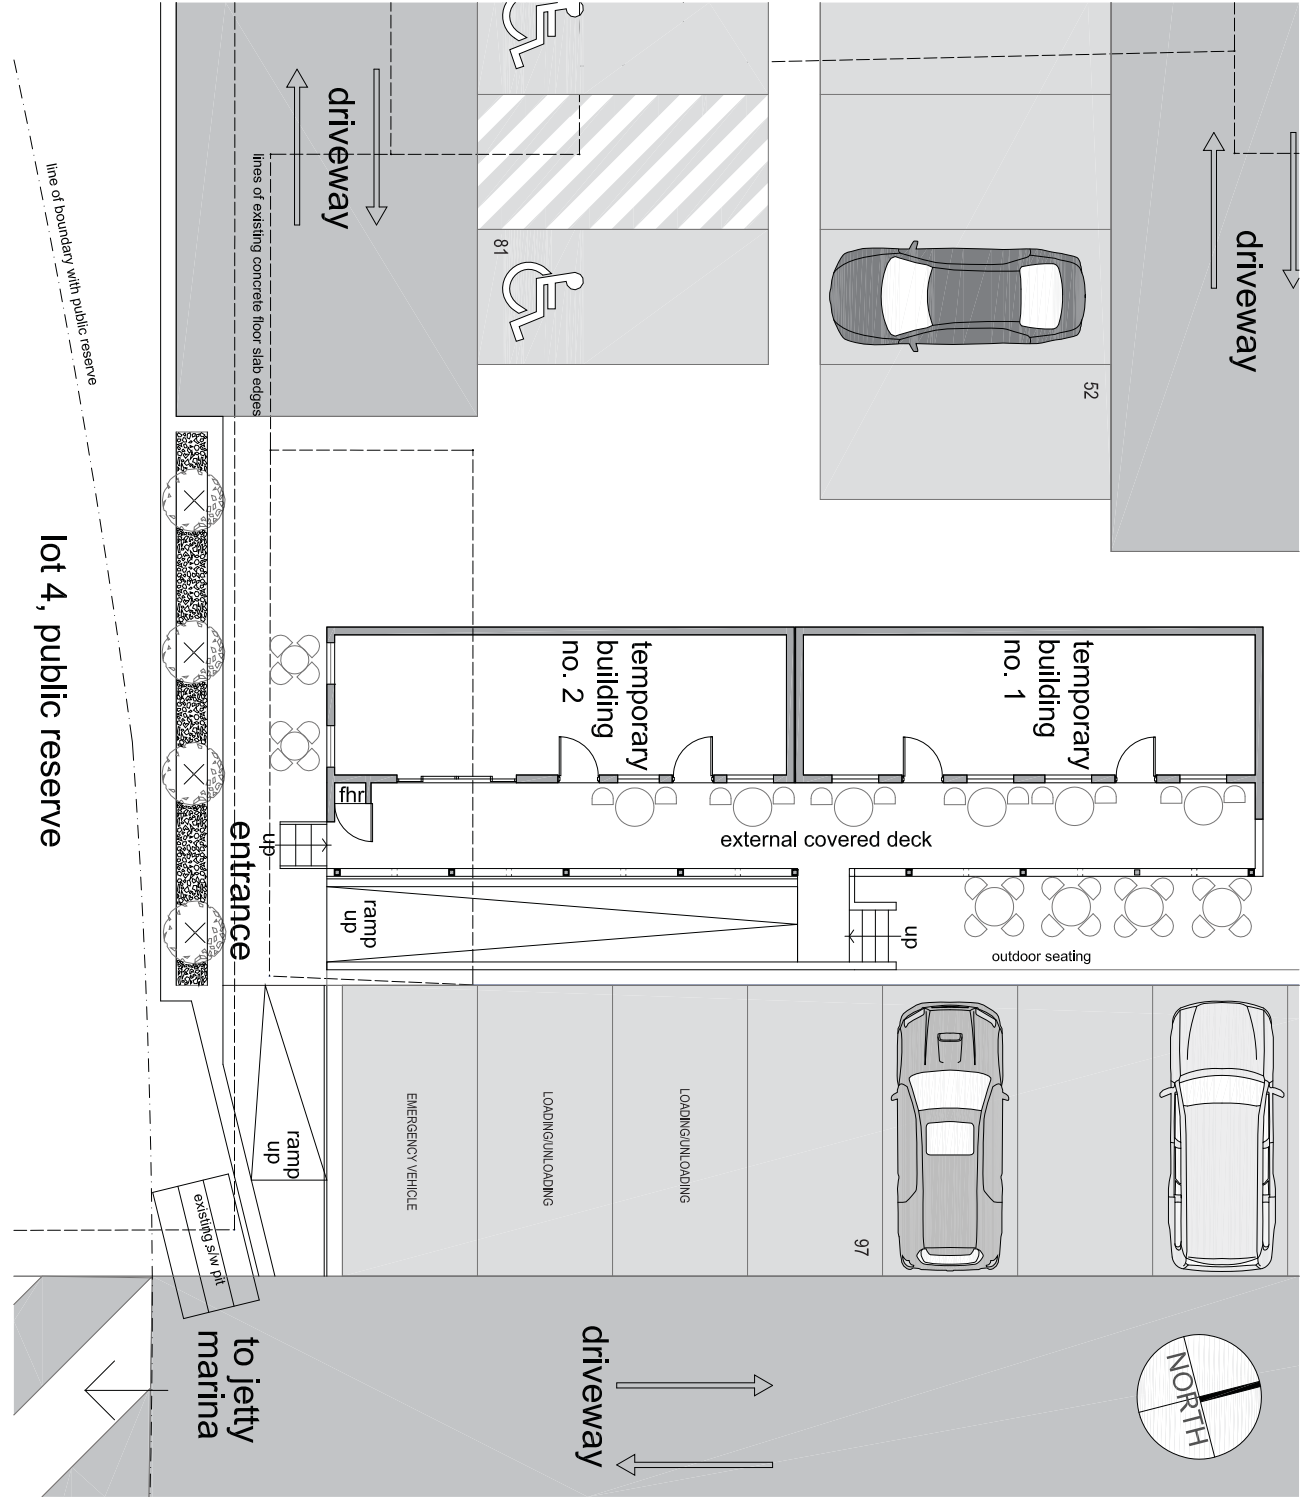 driveway
lines of existing concrete floor slab edges
line of boundary with public reserve
81
driveway
52
lot 4, public reserve
temporary
building
no. 2
temporary
building
no. 1
fhr
up
entrance
external covered deck
ramp
up
up
outdoor seating
ramp
up
EMERGENCY VEHICLE
LOADING/UNLOADING
LOADING/UNLOADING
97
existing s/w pit
to jetty
marina
driveway
NORTH